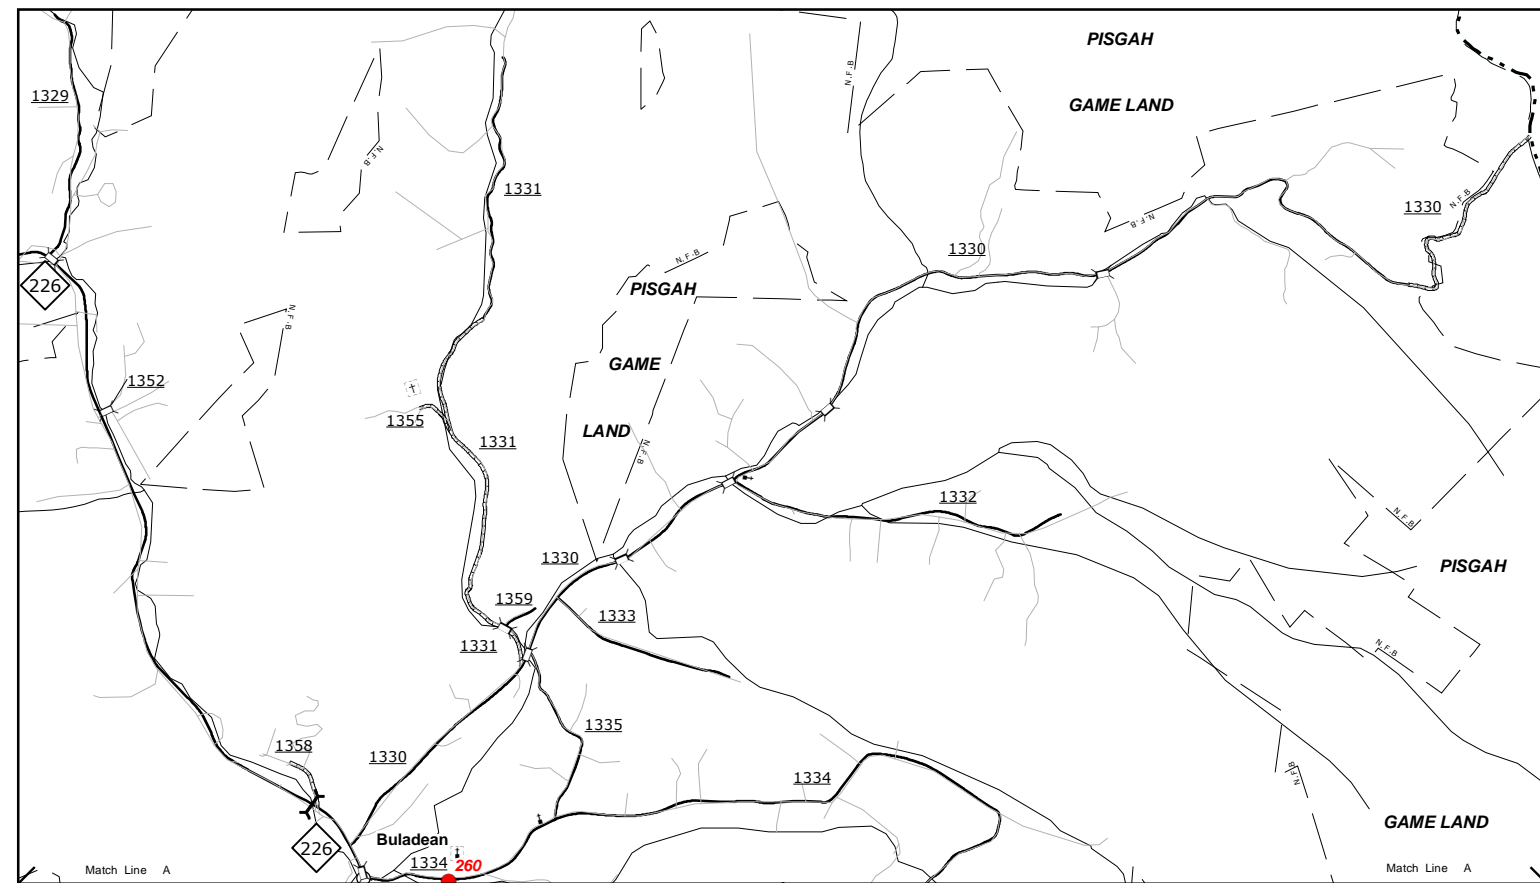 PISGAH
1329
GAME LAND
N.F.B
N.F.B
1331
1330
N.F.B
N.F.B
1330
N.F.B
226
PISGAH
N.F.B
GAME
1352
1355
LAND
1331
N.F.B
1332
N.F.B
1330
PISGAH
1359
1333
1331
N.F.B
1335
1358
1330
1334
N.F.B
GAME LAND
226
Buladean
1334
260
Match Line A
Match Line A